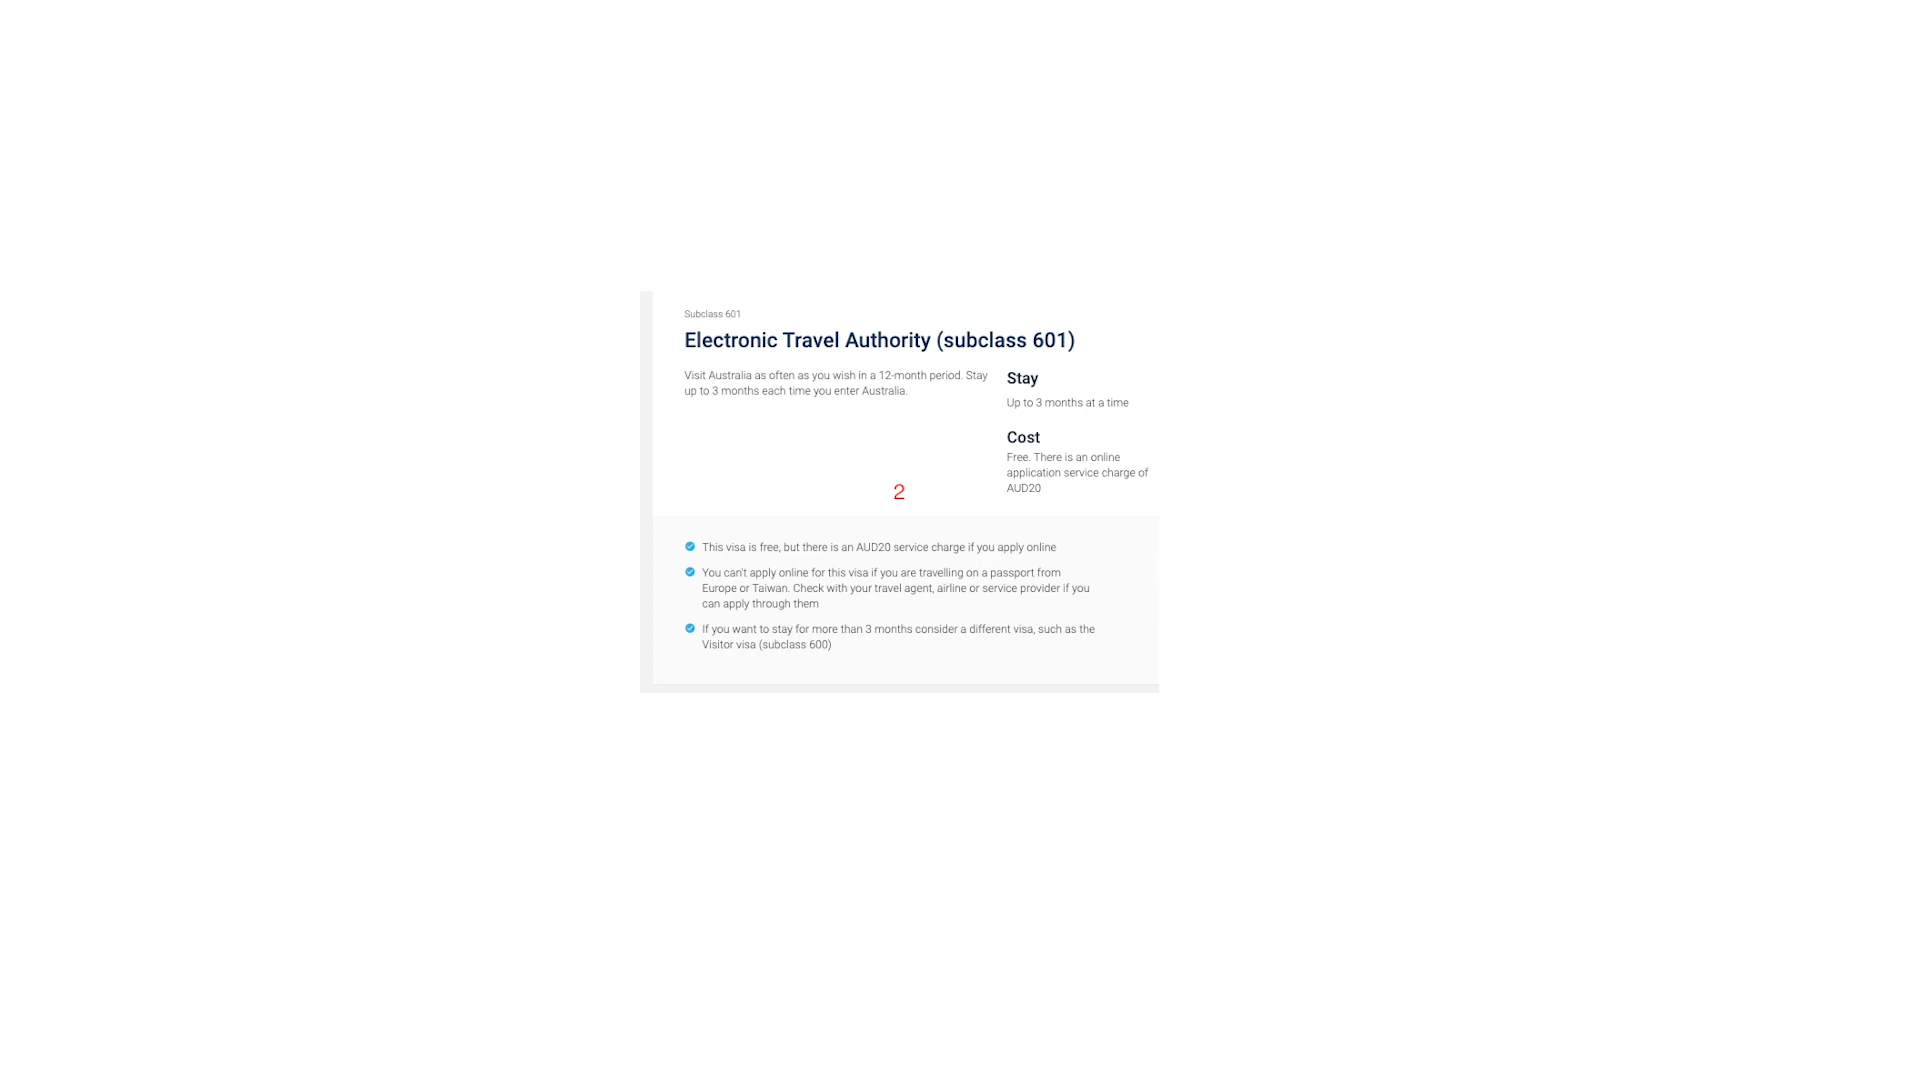 Subclass 601
Electronic Travel Authority (subclass 601)
Visit Australia as often as you wish in a 12-month period. Stay
up to 3 months each time you enter Australia.
Stay
Up to 3 months at a time
Cost
Free. There is an online
application service charge of
AUD20
2
This visa is free, but there is an AUD20 service charge if you apply online
You can't apply online for this visa if you are travelling on a passport from
Europe or Taiwan. Check with your travel agent, airline or service provider if you
can apply through them
If you want to stay for more than 3 months consider a different visa, such as the
Visitor visa (subclass 600)